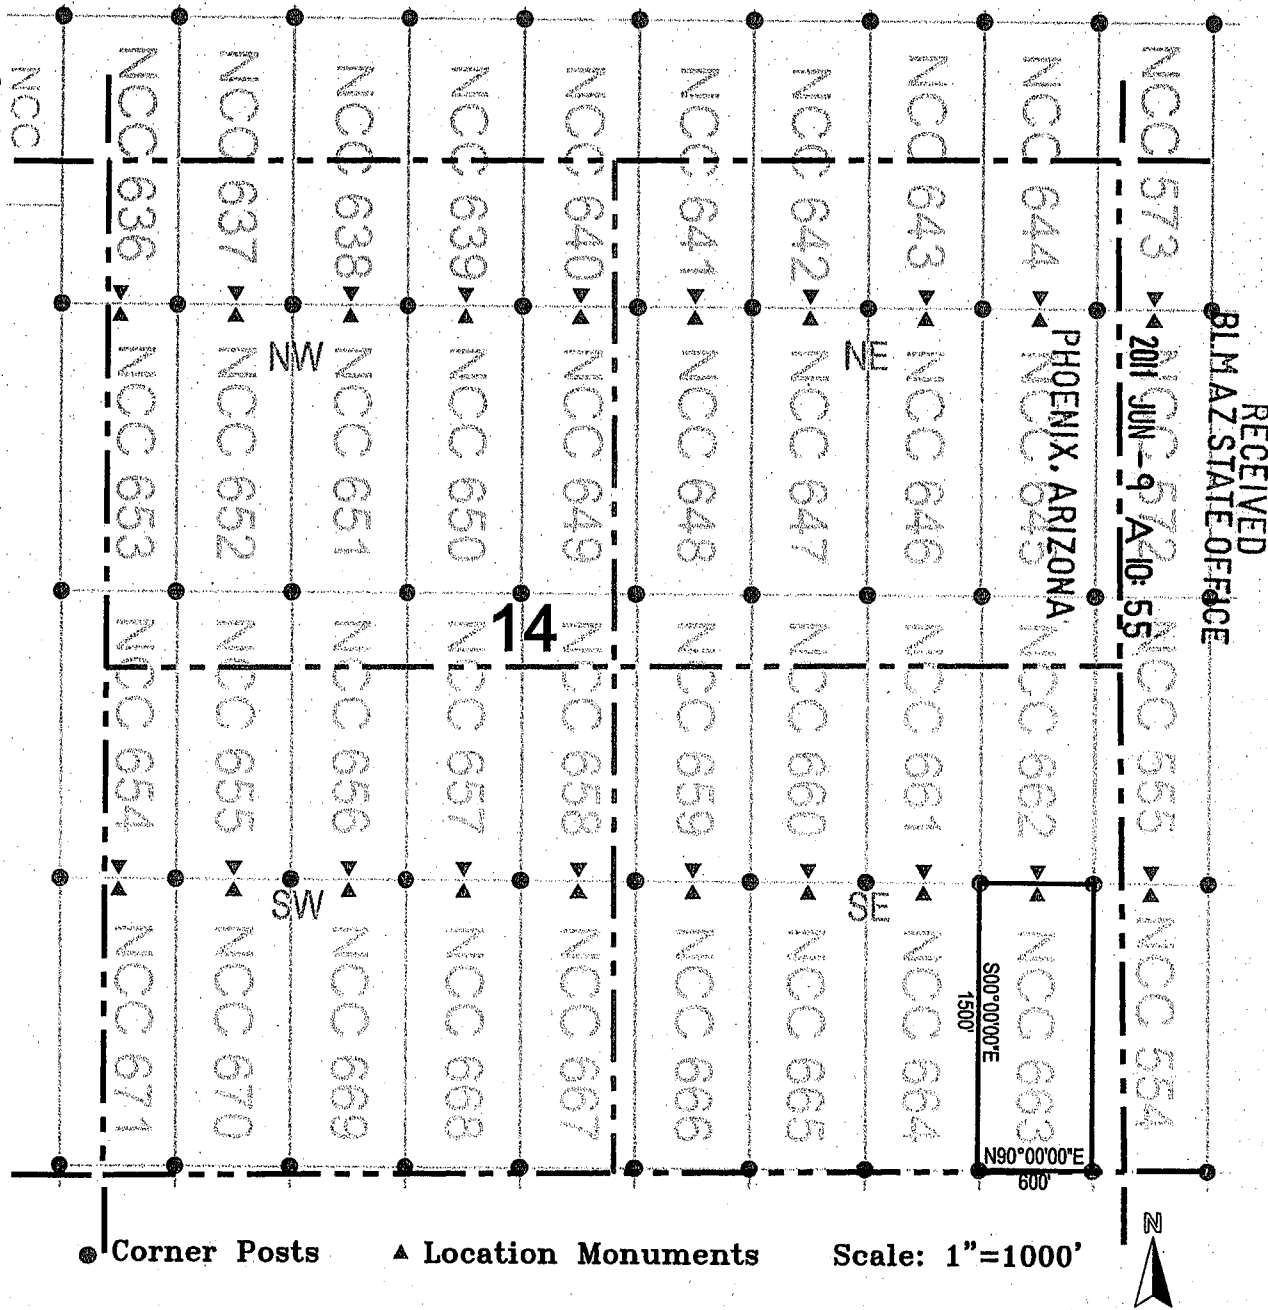 NCC
NCC 636
NCC 637
NCC 638
NCC 639
NCC 640
NCC 641
NCC 642
NCC 643
NCC 644
NCC 573
NW
NE
NCC 653
NCC 652
NCC 651
NCC 650
NCC 649
NCC 648
NCC 647
NCC 646
NCC 645
NCC 572
RECEIVED
BLM AZ STATE OFFICE
2011 JUN -9 A 10: 55
PHOENIX, ARIZONA
14
NCC 654
NCC 655
NCC 656
NCC 657
NCC 658
NCC 659
NCC 660
NCC 661
NCC 662
NCC 555
SW
SE
NCC 671
NCC 670
NCC 669
NCC 668
NCC 667
NCC 666
NCC 665
NCC 664
NCC 663
NCC 554
S00°00'00"E
1500'
N90°00'00"E
600'
N
Corner Posts
Location Monuments
Scale: 1"=1000'